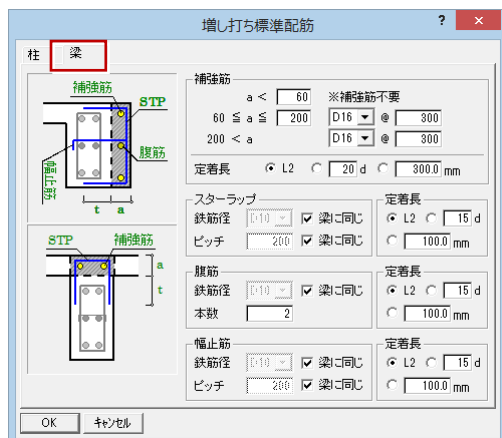 増し打ち標準配筋
? ×
柱 梁
補強筋
STP
腹筋
幅止筋
t a
STP 補強筋
a
t
補強筋
a < 60 ※補強筋不要
60 ≦ a ≦ 200 D16 @ 300
200 < a D16 @ 300
定着長 L2 20 d 300.0 mm
スターラップ 定着長
鉄筋径 D10 梁に同じ L2 15 d
ピッチ 200 梁に同じ 100.0 mm
腹筋 定着長
鉄筋径 D10 梁に同じ L2 15 d
本数 2 100.0 mm
幅止筋 定着長
鉄筋径 D10 梁に同じ L2 15 d
ピッチ 200 梁に同じ 100.0 mm
OK キャンセル